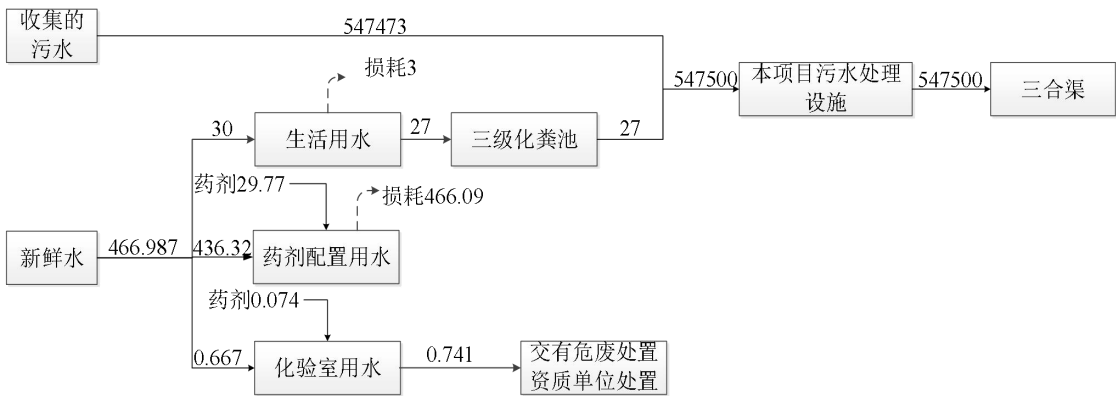 收集的
污水
547473
损耗3
547500
本项目污水处理
设施
547500
三合渠
30
生活用水
27
三级化粪池
27
药剂29.77
损耗466.09
新鲜水
466.987
436.32
药剂配置用水
药剂0.074
0.667
化验室用水
0.741
交有危废处置
资质单位处置